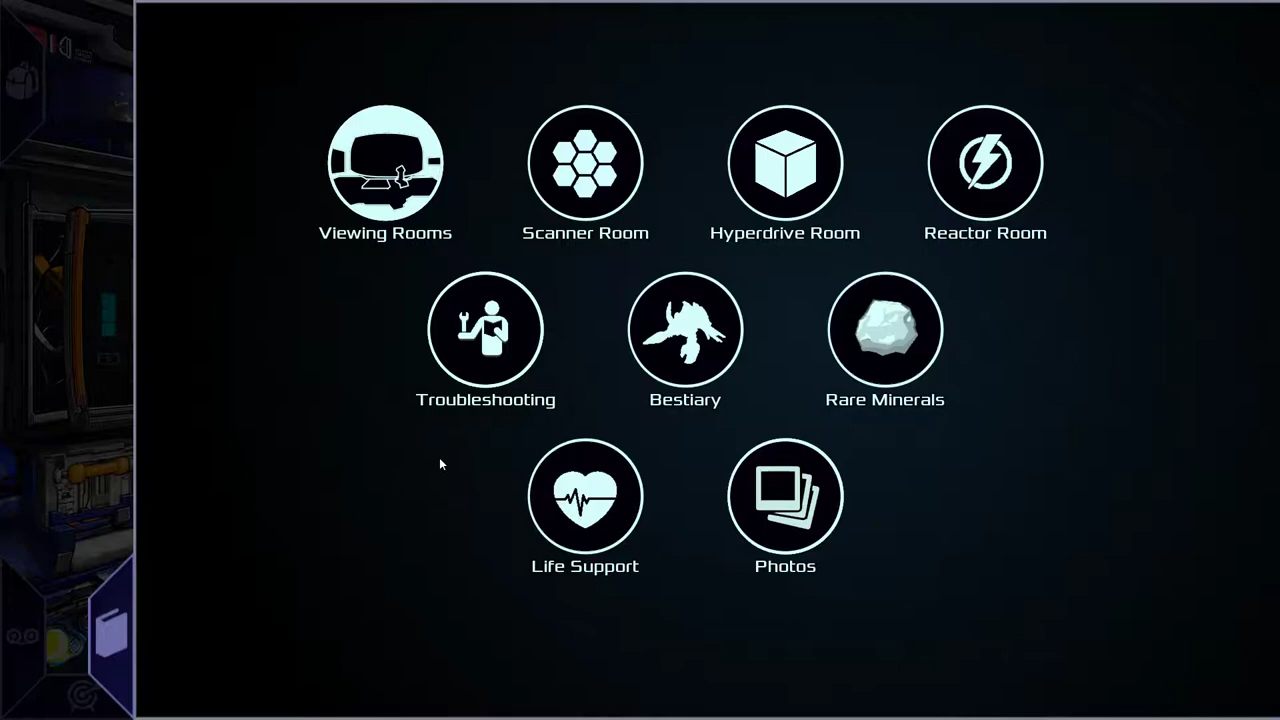 Viewing Rooms
Scanner Room
Hyperdrive Room
Reactor Room
Troubleshooting
Bestiary
Rare Minerals
Life Support
Photos